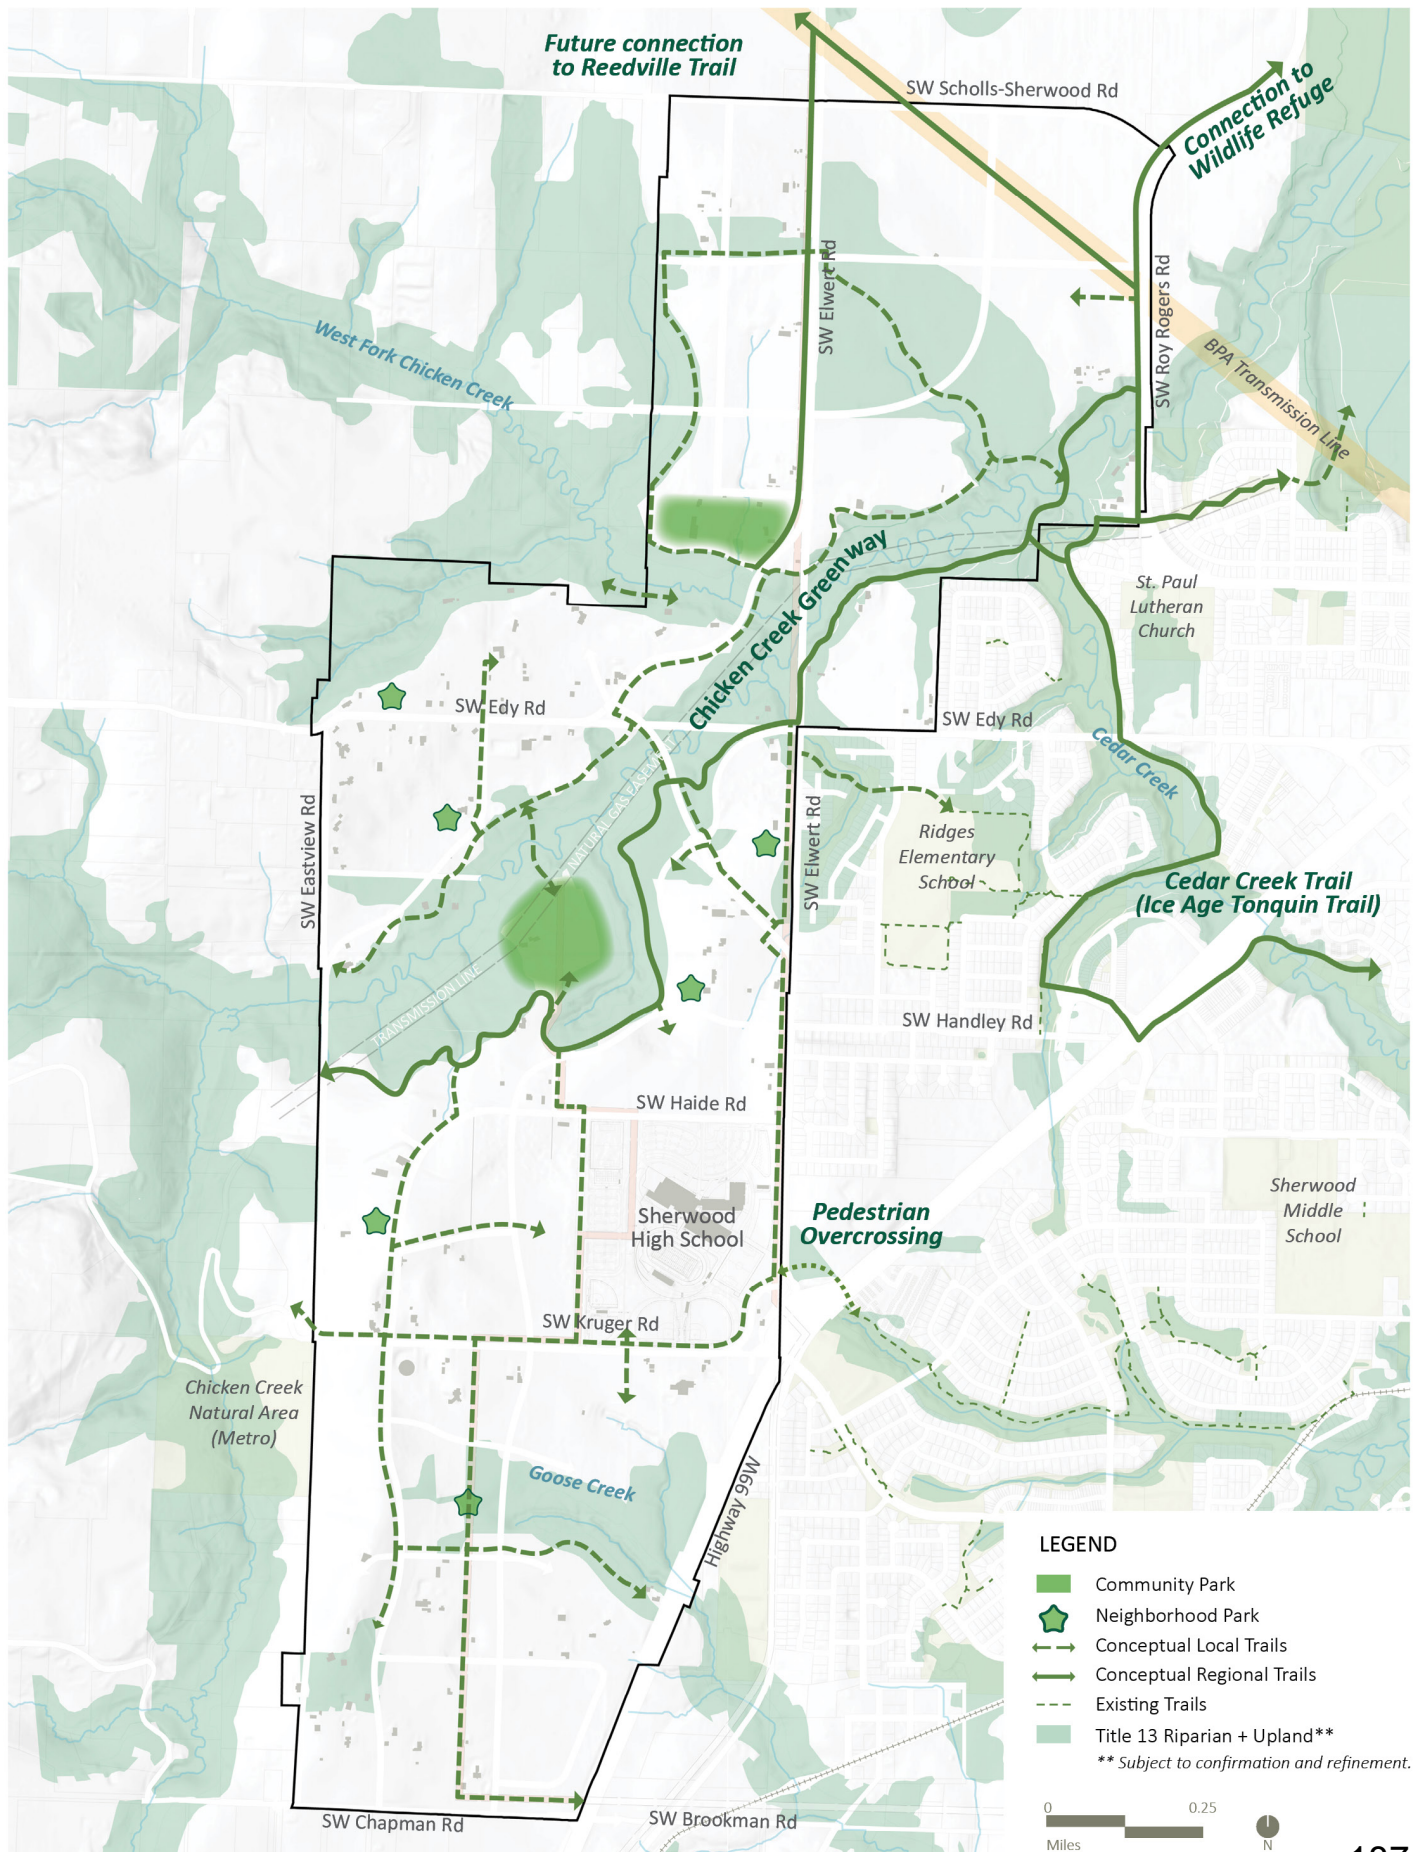 Future connection
to Reedville Trail
SW Scholls-Sherwood Rd
Connection to
Wildlife Refuge
SW Elwert Rd
SW Roy Rogers Rd
West Fork Chicken Creek
BPA Transmission Line
Chicken Creek Greenway
St. Paul
Lutheran
Church
SW Edy Rd
SW Edy Rd
Cedar Creek
NATURAL GAS EASEM
SW Eastview Rd
SW Elwert Rd
Ridges
Elementary
School
Cedar Creek Trail
(Ice Age Tonquin Trail)
TRANSMISSION LINE
SW Handley Rd
SW Haide Rd
Sherwood
Middle
School
Sherwood
High School
Pedestrian
Overcrossing
SW Kruger Rd
Chicken Creek
Natural Area
(Metro)
Goose Creek
Highway 99W
LEGEND
Community Park
Neighborhood Park
Conceptual Local Trails
Conceptual Regional Trails
Existing Trails
Title 13 Riparian + Upland**
** Subject to confirmation and refinement.
0 0.25
Miles
N
SW Chapman Rd
SW Brookman Rd